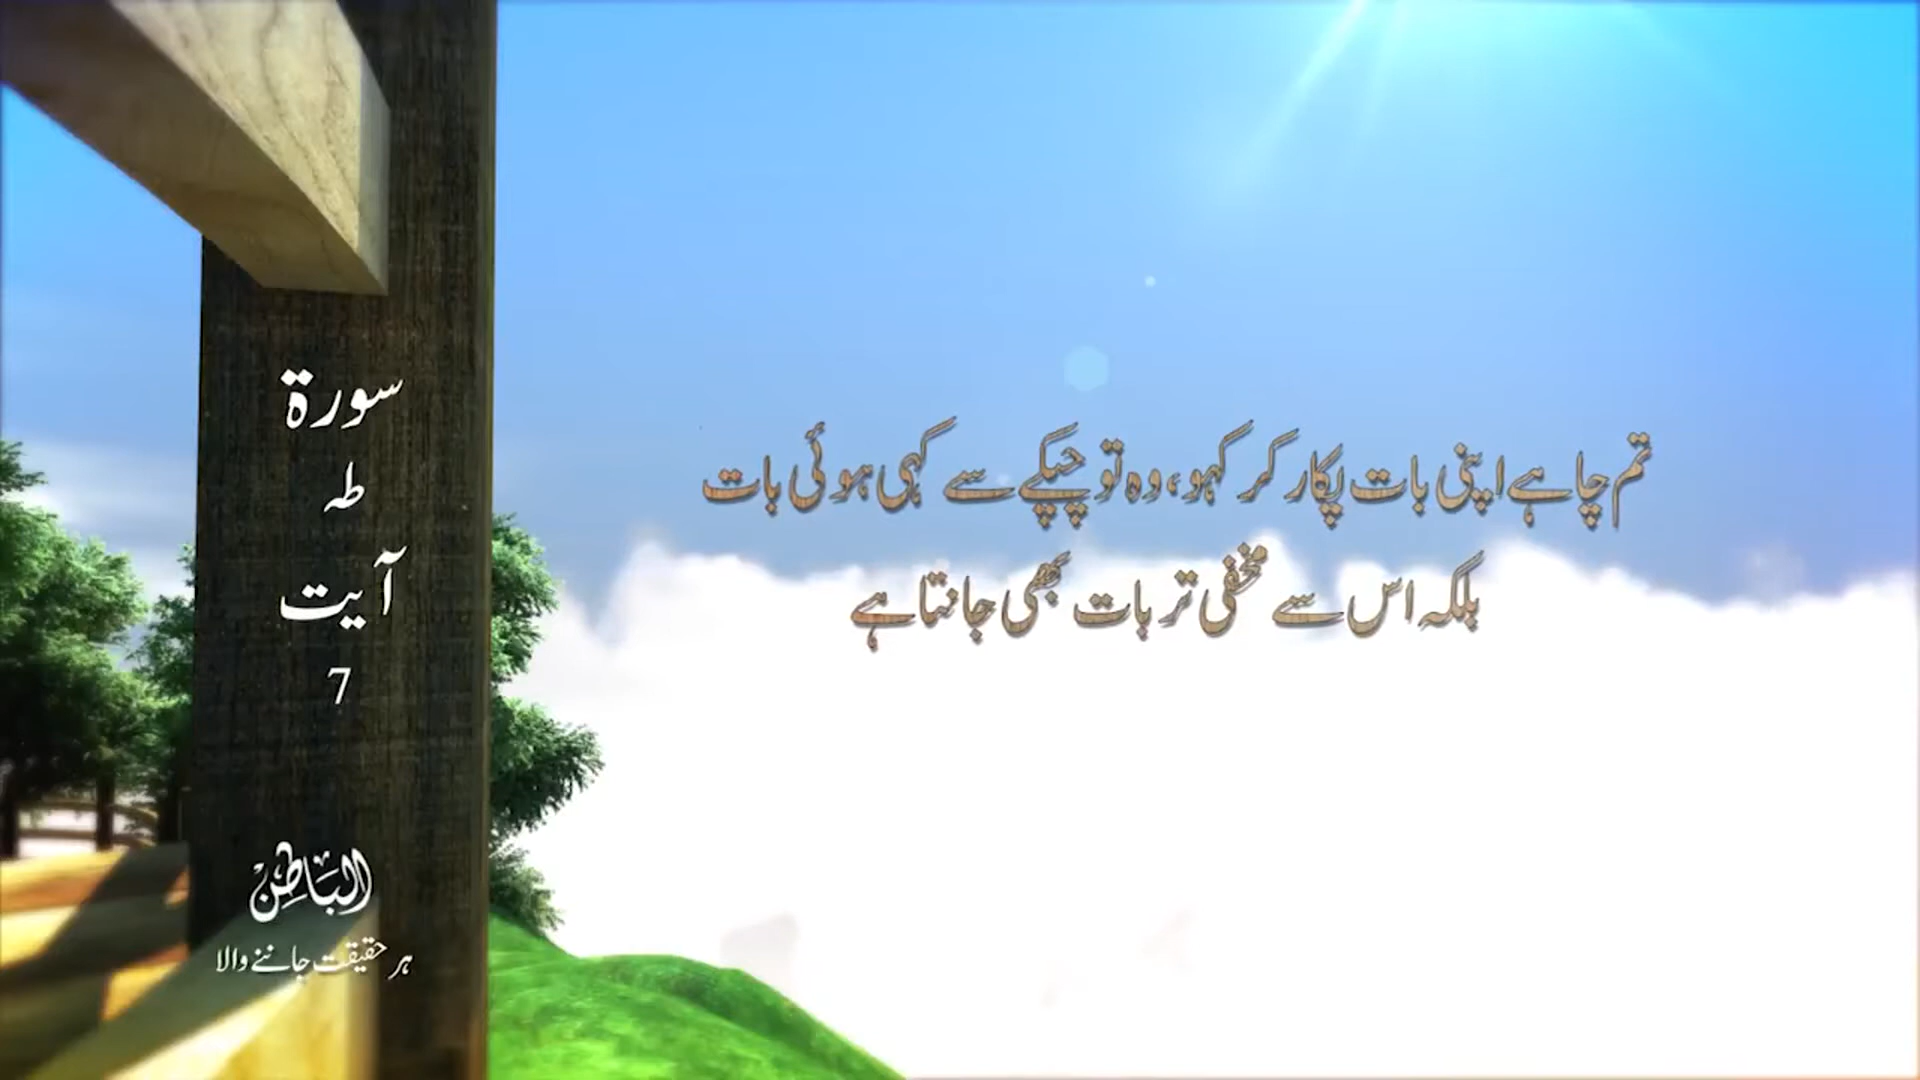 تم چاہے اپنی بات پکار کر کہو، وہ تو چپکے سے کہی ہوئی بات
بلکہ اس سے مخفی تر بات بھی جانتا ہے
سورۃ
طہ
آیت
7
الباطن
ہر حقیقت جاننے والا